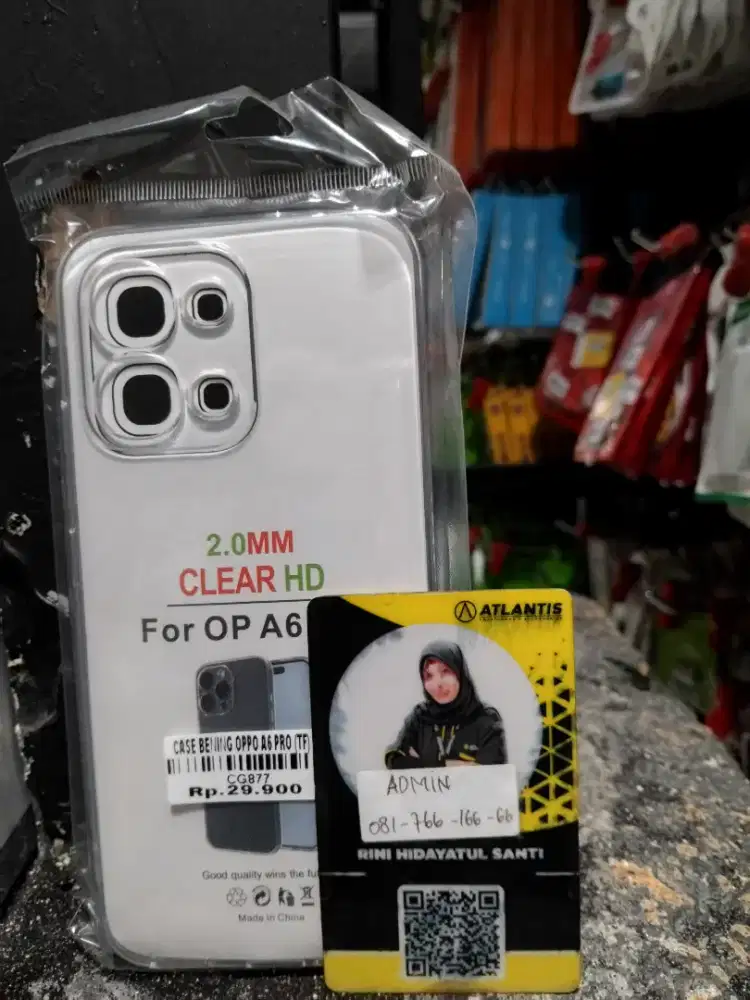 2.0MM
CLEAR HD
For OP A6
CASE BENING OPPO A6 PRO (TF)
CG877
Rp.29.900
Good quality wins the fu
Made in China
ATLANTIS
ADMIN
081-766-166-66
RINI HIDAYATUL SANTI